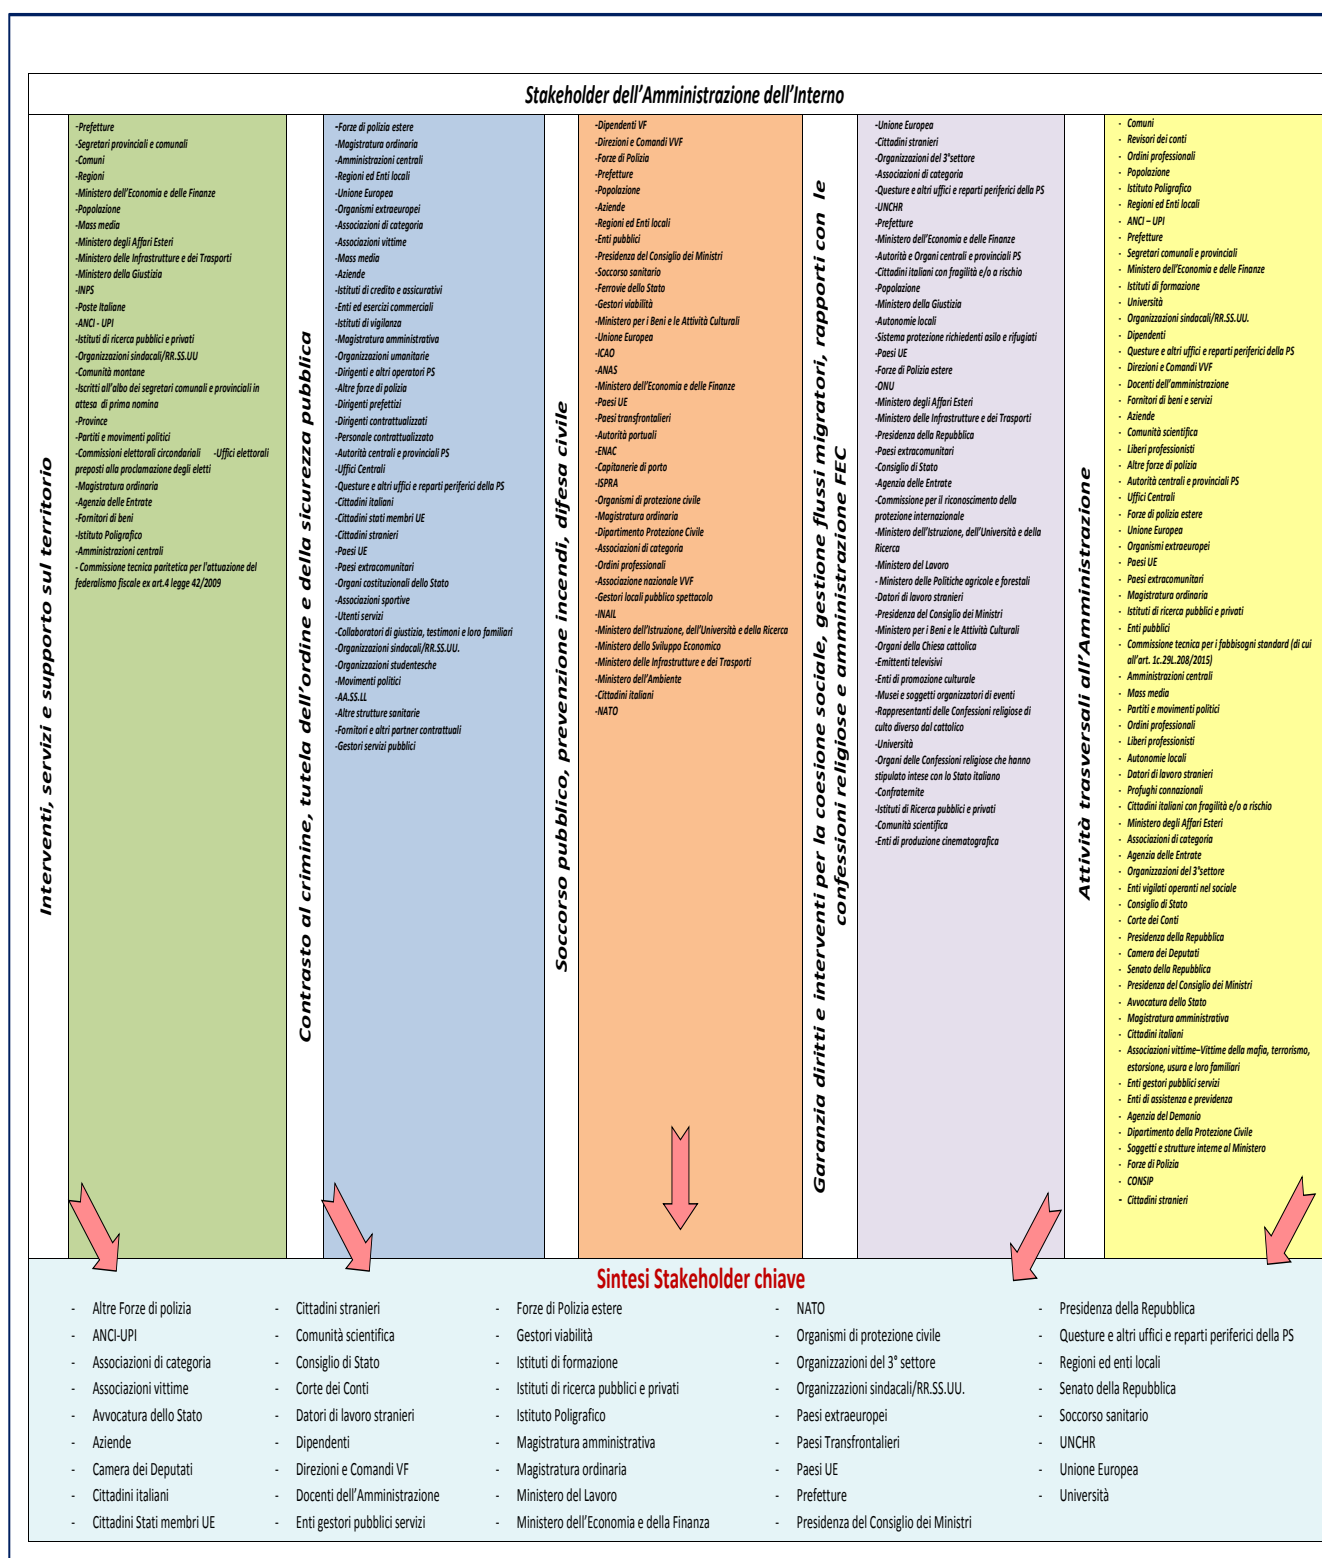 Stakeholder dell'Amministrazione dell'Interno
Interventi, servizi e supporto sul territorio
-Prefetture
-Segretari provinciali e comunali
-Comuni
-Regioni
-Ministero dell'Economia e delle Finanze
-Popolazione
-Mass media
-Ministero degli Affari Esteri
-Ministero delle Infrastrutture e dei Trasporti
-Ministero della Giustizia
-INPS
-Poste Italiane
-ANCI - UPI
-Istituti di ricerca pubblici e privati
-Organizzazioni sindacali/RR.SS.UU
-Comunità montane
-Iscritti all'albo dei segretari comunali e provinciali in
attesa di prima nomina
-Province
-Partiti e movimenti politici
-Commissioni elettorali circondariali -Uffici elettorali
preposti alla proclamazione degli eletti
-Magistratura ordinaria
-Agenzia delle Entrate
-Fornitori di beni
-Istituto Poligrafico
-Amministrazioni centrali
- Commissione tecnica paritetica per l'attuazione del
federalismo fiscale ex art.4 legge 42/2009
Contrasto al crimine, tutela dell'ordine e della sicurezza pubblica
-Forze di polizia estere
-Magistratura ordinaria
-Amministrazioni centrali
-Regioni ed Enti locali
-Unione Europea
-Organismi extraeuropei
-Associazioni di categoria
-Associazioni vittime
-Mass media
-Aziende
-Istituti di credito e assicurativi
-Enti ed esercizi commerciali
-Istituti di vigilanza
-Magistratura amministrativa
-Organizzazioni umanitarie
-Dirigenti e altri operatori PS
-Altre forze di polizia
-Dirigenti prefettizi
-Dirigenti contrattualizzati
-Personale contrattualizzato
-Autorità centrali e provinciali PS
-Uffici Centrali
-Questure e altri uffici e reparti periferici della PS
-Cittadini italiani
-Cittadini stati membri UE
-Cittadini stranieri
-Paesi UE
-Paesi extracomunitari
-Organi costituzionali dello Stato
-Associazioni sportive
-Utenti servizi
-Collaboratori di giustizia, testimoni e loro familiari
-Organizzazioni sindacali/RR.SS.UU.
-Organizzazioni studentesche
-Movimenti politici
-AA.SS.LL
-Altre strutture sanitarie
-Fornitori e altri partner contrattuali
-Gestori servizi pubblici
Soccorso pubblico, prevenzione incendi, difesa civile
-Dipendenti VF
-Direzioni e Comandi VVF
-Forze di Polizia
-Prefetture
-Popolazione
-Aziende
-Regioni ed Enti locali
-Enti pubblici
-Presidenza del Consiglio dei Ministri
-Soccorso sanitario
-Ferrovie dello Stato
-Gestori viabilità
-Ministero per i Beni e le Attività Culturali
-Unione Europea
-ICAO
-ANAS
-Ministero dell'Economia e delle Finanze
-Paesi UE
-Paesi transfrontalieri
-Autorità portuali
-ENAC
-Capitanerie di porto
-ISPRA
-Organismi di protezione civile
-Magistratura ordinaria
-Dipartimento Protezione Civile
-Associazioni di categoria
-Ordini professionali
-Associazione nazionale VVF
-Gestori locali pubblico spettacolo
-INAIL
-Ministero dell'Istruzione, dell'Università e della Ricerca
-Ministero dello Sviluppo Economico
-Ministero delle Infrastrutture e dei Trasporti
-Ministero dell'Ambiente
-Cittadini italiani
-NATO
Garanzia diritti e interventi per la coesione sociale, gestione flussi migratori, rapporti con le
confessioni religiose e amministrazione FEC
-Unione Europea
-Cittadini stranieri
-Organizzazioni del 3°settore
-Associazioni di categoria
-Questure e altri uffici e reparti periferici della PS
-UNCHR
-Prefetture
-Ministero dell'Economia e delle Finanze
-Autorità e Organi centrali e provinciali PS
-Cittadini italiani con fragilità e/o a rischio
-Popolazione
-Ministero della Giustizia
-Autonomie locali
-Sistema protezione richiedenti asilo e rifugiati
-Paesi UE
-Forze di Polizia estere
-ONU
-Ministero degli Affari Esteri
-Ministero delle Infrastrutture e dei Trasporti
-Presidenza della Repubblica
-Paesi extracomunitari
-Consiglio di Stato
-Agenzia delle Entrate
-Commissione per il riconoscimento della
protezione internazionale
-Ministero dell'Istruzione, dell'Università e della
Ricerca
-Ministero del Lavoro
- Ministero delle Politiche agricole e forestali
-Datori di lavoro stranieri
-Presidenza del Consiglio dei Ministri
-Ministero per i Beni e le Attività Culturali
-Organi della Chiesa cattolica
-Emittenti televisivi
-Enti di promozione culturale
-Musei e soggetti organizzatori di eventi
-Rappresentanti delle Confessioni religiose di
culto diverso dal cattolico
-Università
-Organi delle Confessioni religiose che hanno
stipulato intese con lo Stato italiano
-Confraternite
-Istituti di Ricerca pubblici e privati
-Comunità scientifica
-Enti di produzione cinematografica
Attività trasversali all'Amministrazione
- Comuni
- Revisori dei conti
- Ordini professionali
- Popolazione
- Istituto Poligrafico
- Regioni ed Enti locali
- ANCI – UPI
- Prefetture
- Segretari comunali e provinciali
- Ministero dell'Economia e delle Finanze
- Istituti di formazione
- Università
- Organizzazioni sindacali/RR.SS.UU.
- Dipendenti
- Questure e altri uffici e reparti periferici della PS
- Direzioni e Comandi VVF
- Docenti dell'amministrazione
- Fornitori di beni e servizi
- Aziende
- Comunità scientifica
- Liberi professionisti
- Altre forze di polizia
- Autorità centrali e provinciali PS
- Uffici Centrali
- Forze di polizia estere
- Unione Europea
- Organismi extraeuropei
- Paesi UE
- Paesi extracomunitari
- Magistratura ordinaria
- Istituti di ricerca pubblici e privati
- Enti pubblici
- Commissione tecnica per i fabbisogni standard (di cui
all'art. 1c.29L.208/2015)
- Amministrazioni centrali
- Mass media
- Partiti e movimenti politici
- Ordini professionali
- Liberi professionisti
- Autonomie locali
- Datori di lavoro stranieri
- Profughi connazionali
- Cittadini italiani con fragilità e/o a rischio
- Ministero degli Affari Esteri
- Associazioni di categoria
- Agenzia delle Entrate
- Organizzazioni del 3°settore
- Enti vigilati operanti nel sociale
- Consiglio di Stato
- Corte dei Conti
- Presidenza della Repubblica
- Camera dei Deputati
- Senato della Repubblica
- Presidenza del Consiglio dei Ministri
- Avvocatura dello Stato
- Magistratura amministrativa
- Cittadini italiani
- Associazioni vittime–Vittime della mafia, terrorismo,
estorsione, usura e loro familiari
- Enti gestori pubblici servizi
- Enti di assistenza e previdenza
- Agenzia del Demanio
- Dipartimento della Protezione Civile
- Soggetti e strutture interne al Ministero
- Forze di Polizia
- CONSIP
- Cittadini stranieri
Sintesi Stakeholder chiave
- Altre Forze di polizia
- ANCI-UPI
- Associazioni di categoria
- Associazioni vittime
- Avvocatura dello Stato
- Aziende
- Camera dei Deputati
- Cittadini italiani
- Cittadini Stati membri UE
- Cittadini stranieri
- Comunità scientifica
- Consiglio di Stato
- Corte dei Conti
- Datori di lavoro stranieri
- Dipendenti
- Direzioni e Comandi VF
- Docenti dell'Amministrazione
- Enti gestori pubblici servizi
- Forze di Polizia estere
- Gestori viabilità
- Istituti di formazione
- Istituti di ricerca pubblici e privati
- Istituto Poligrafico
- Magistratura amministrativa
- Magistratura ordinaria
- Ministero del Lavoro
- Ministero dell'Economia e della Finanza
- NATO
- Organismi di protezione civile
- Organizzazioni del 3° settore
- Organizzazioni sindacali/RR.SS.UU.
- Paesi extraeuropei
- Paesi Transfrontalieri
- Paesi UE
- Prefetture
- Presidenza del Consiglio dei Ministri
- Presidenza della Repubblica
- Questure e altri uffici e reparti periferici della PS
- Regioni ed enti locali
- Senato della Repubblica
- Soccorso sanitario
- UNCHR
- Unione Europea
- Università